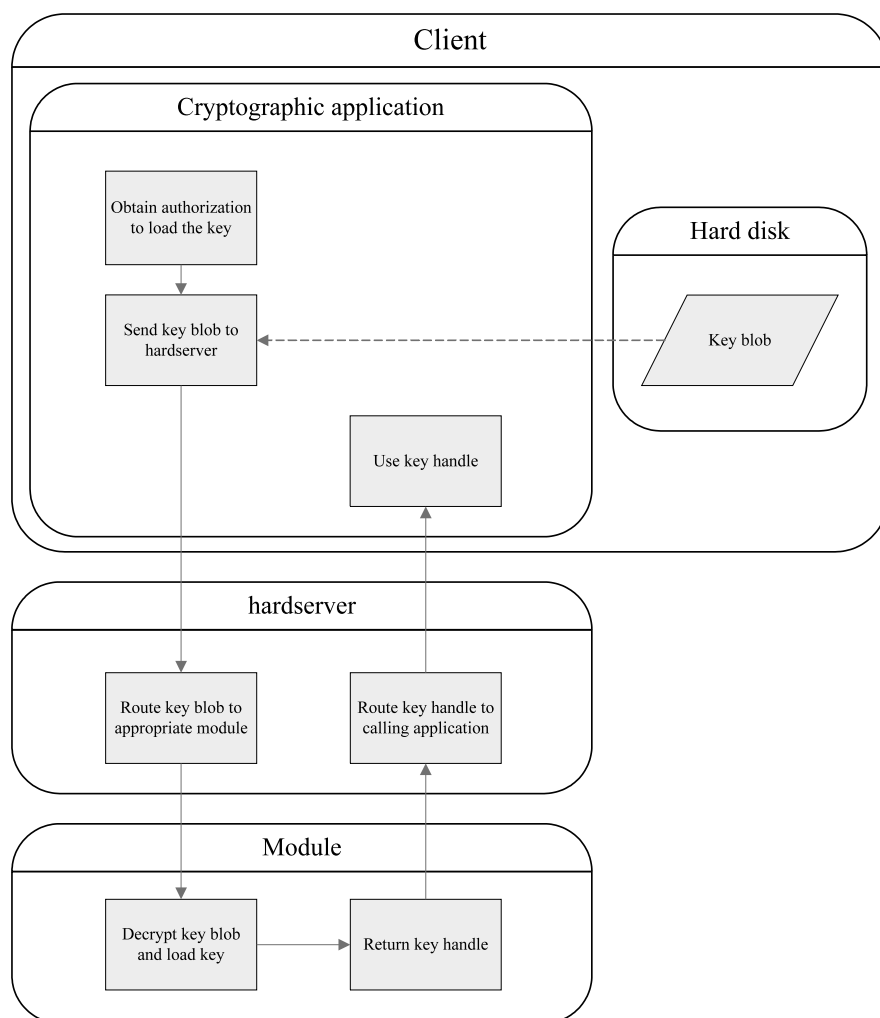 Client
Cryptographic application
Obtain authorization
to load the key
Hard disk
Send key blob to
hardserver
Key blob
Use key handle
hardserver
Route key blob to
appropriate module
Route key handle to
calling application
Module
Decrypt key blob
and load key
Return key handle